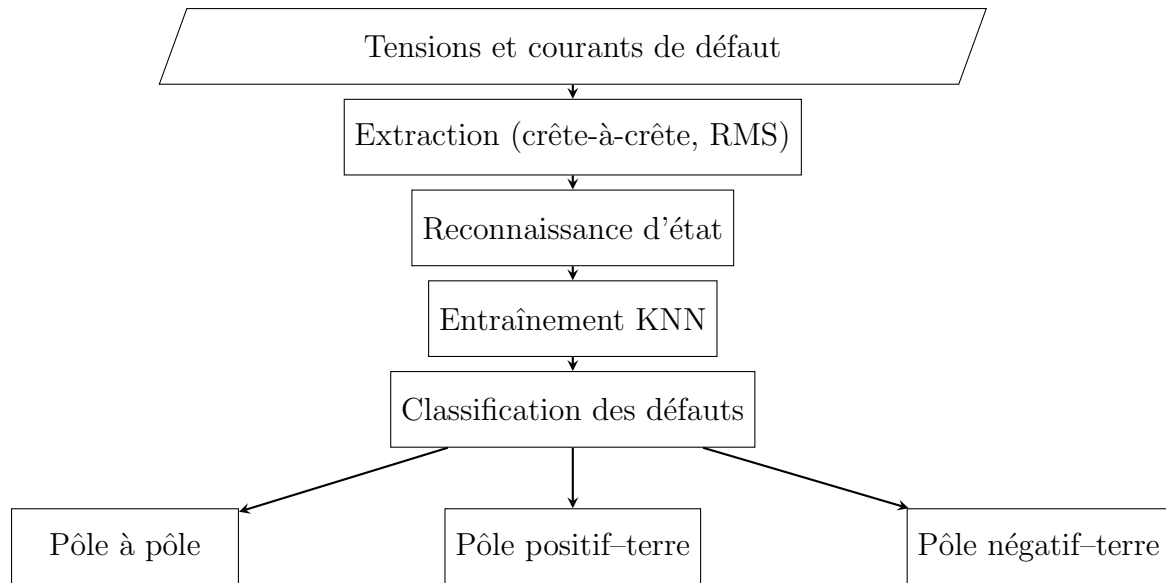 Tensions et courants de défaut
Extraction (crête-à-crête, RMS)
Reconnaissance d'état
Entraînement KNN
Classification des défauts
Pôle à pôle
Pôle positif–terre
Pôle négatif–terre